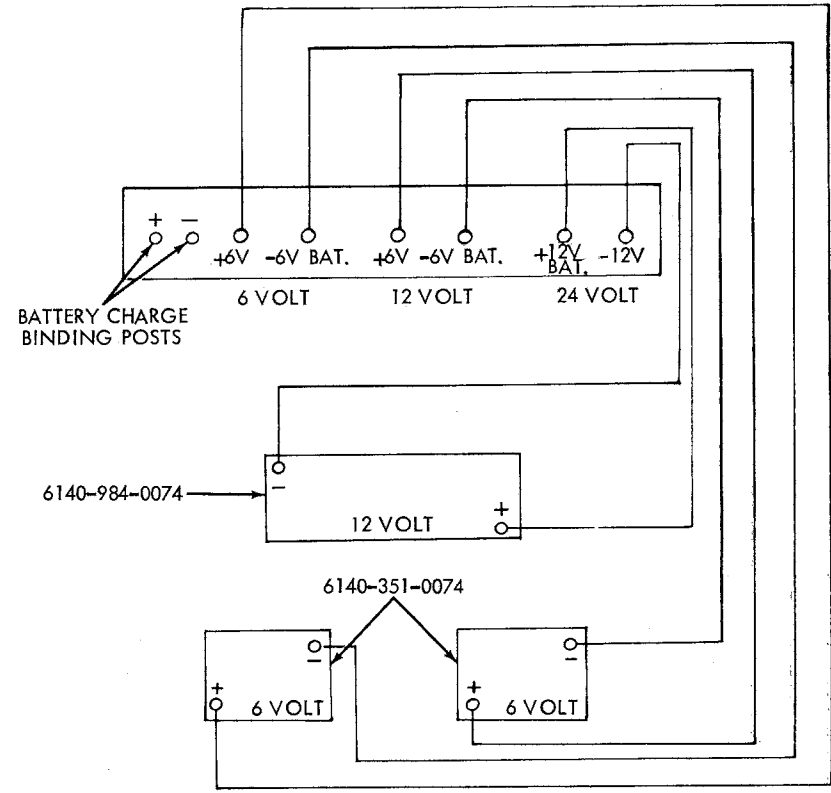 + −
+6V -6V BAT. +6V -6V BAT. +12V BAT. -12V
6 VOLT 12 VOLT 24 VOLT
BATTERY CHARGE
BINDING POSTS
−
6140-984-0074
+
12 VOLT
6140-351-0074
− −
+ +
6 VOLT 6 VOLT